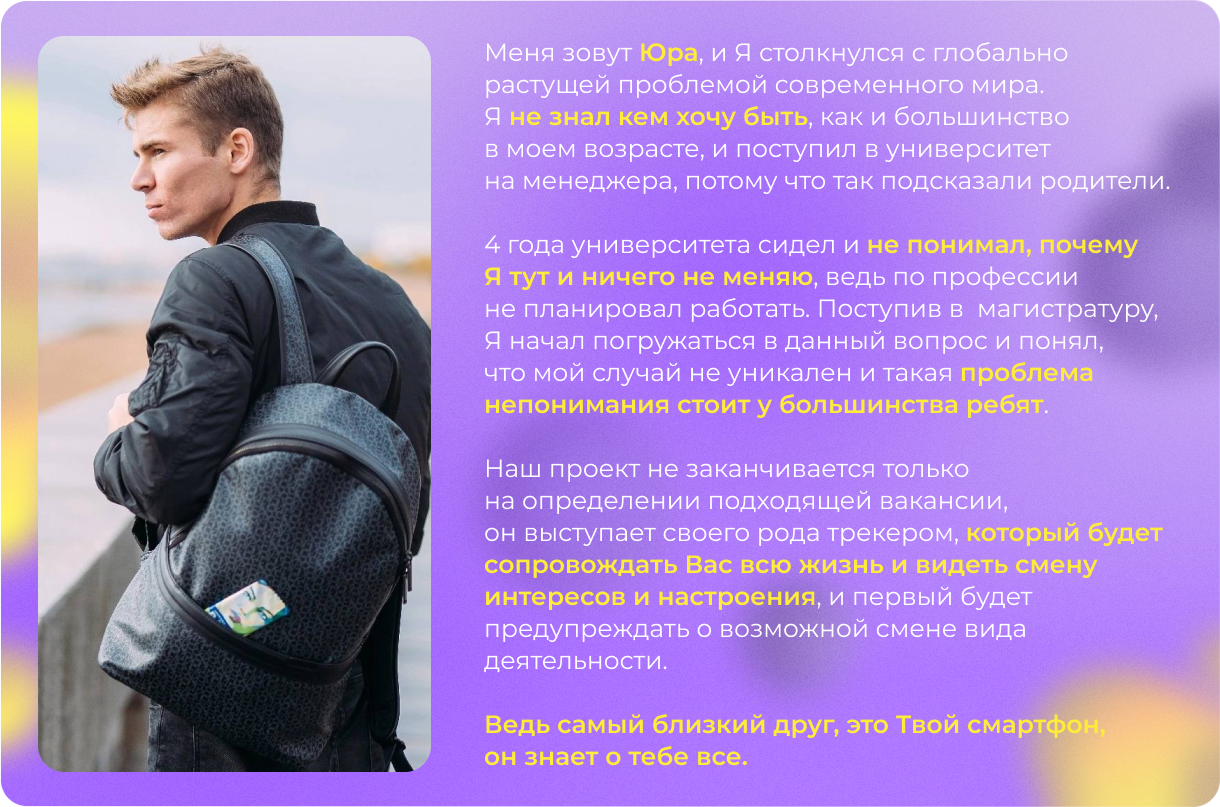 Меня зовут Юра, и Я столкнулся с глобально
растущей проблемой современного мира.
Я не знал кем хочу быть, как и большинство
в моем возрасте, и поступил в университет
на менеджера, потому что так подсказали родители.
4 года университета сидел и не понимал, почему
Я тут и ничего не меняю, ведь по профессии
не планировал работать. Поступив в  магистратуру,
Я начал погружаться в данный вопрос и понял,
что мой случай не уникален и такая проблема
непонимания стоит у большинства ребят.
Наш проект не заканчивается только
на определении подходящей вакансии,
он выступает своего рода трекером, который будет
сопровождать Вас всю жизнь и видеть смену
интересов и настроения, и первый будет
предупреждать о возможной смене вида
деятельности.
Ведь самый близкий друг, это Твой смартфон,
он знает о тебе все.